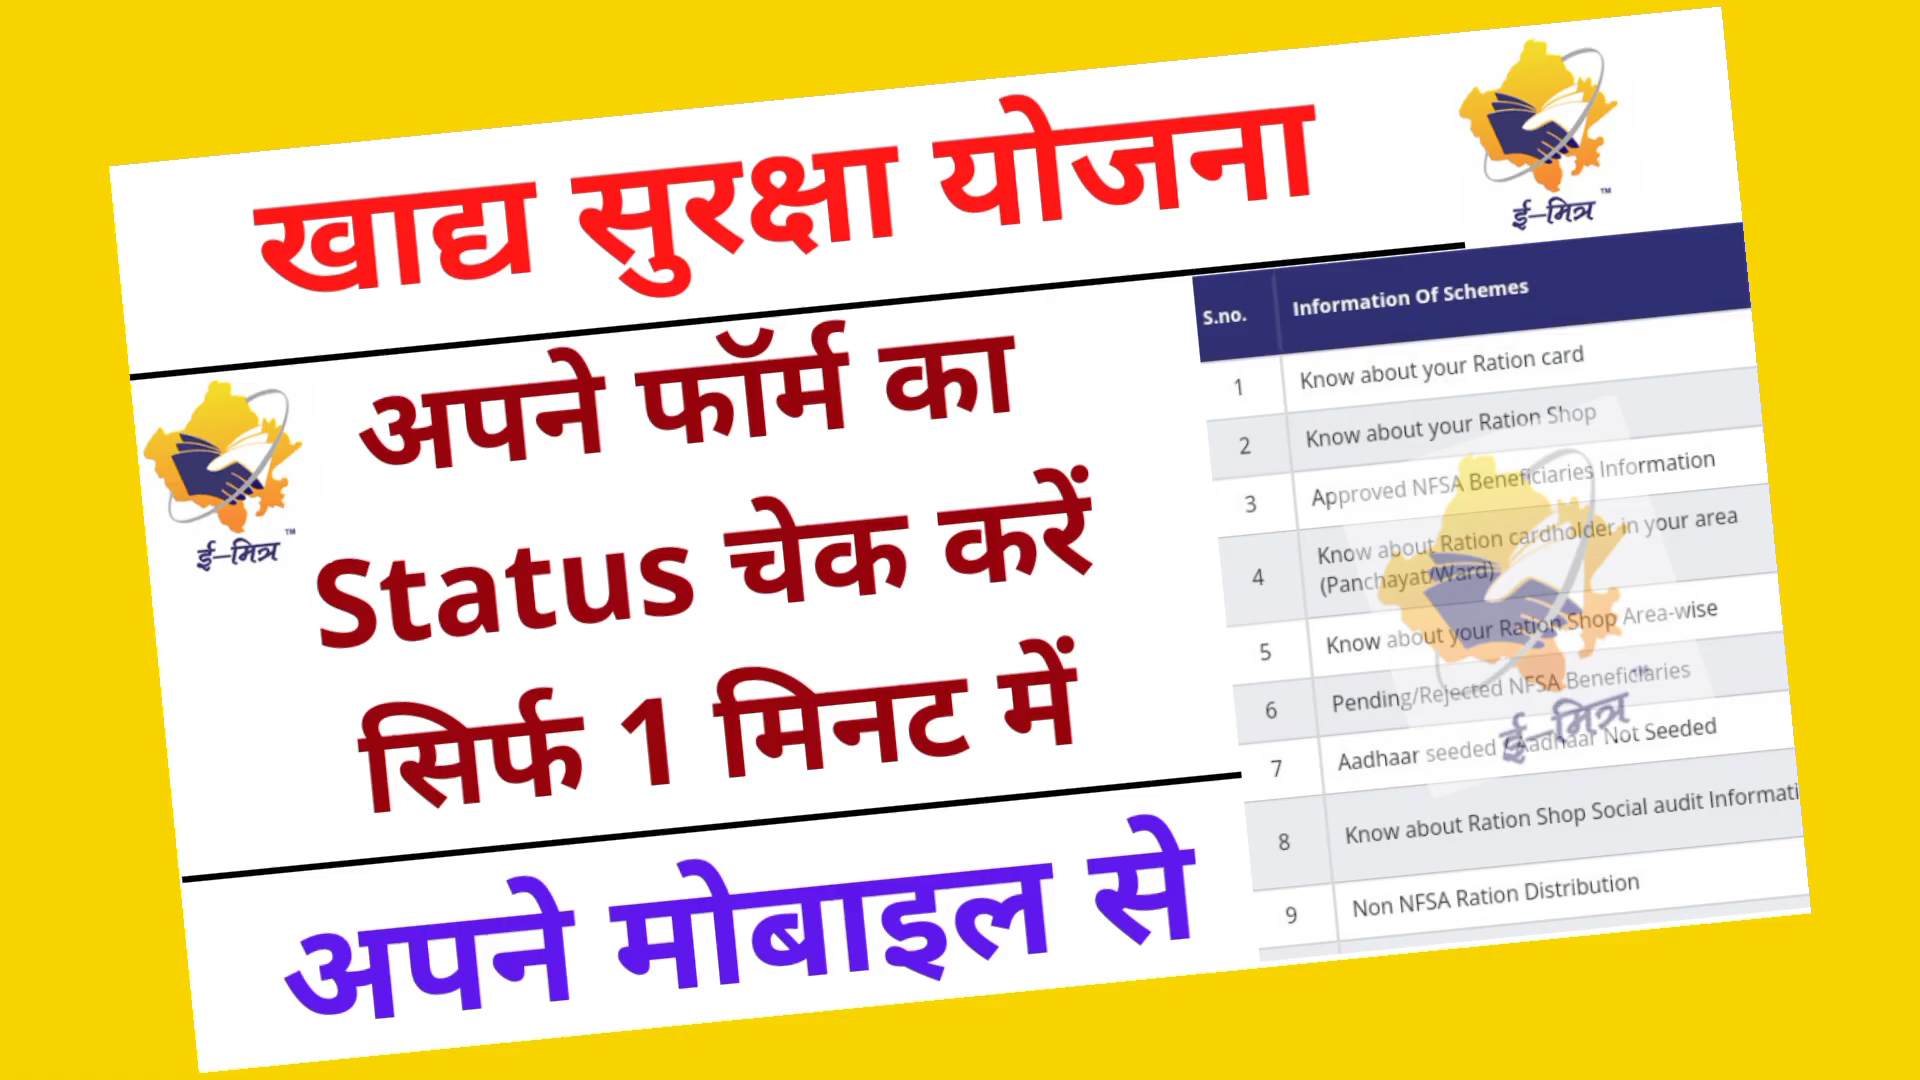 खाद्य सुरक्षा योजना
TM
ई-मित्र
अपने फॉर्म का
Status चेक करें
सिर्फ 1 मिनट में
TM
ई-मित्र
अपने मोबाइल से
S.no. Information Of Schemes
1 Know about your Ration card
2 Know about your Ration Shop
3 Approved NFSA Beneficiaries Information
4 Know about Ration cardholder in your area
(Panchayat/Ward)
5 Know about your Ration Shop Area-wise
6 Pending/Rejected NFSA Beneficiaries
7 Aadhaar seeded / Aadhaar Not Seeded
8 Know about Ration Shop Social audit Informati
9 Non NFSA Ration Distribution
TM
ई-मित्र